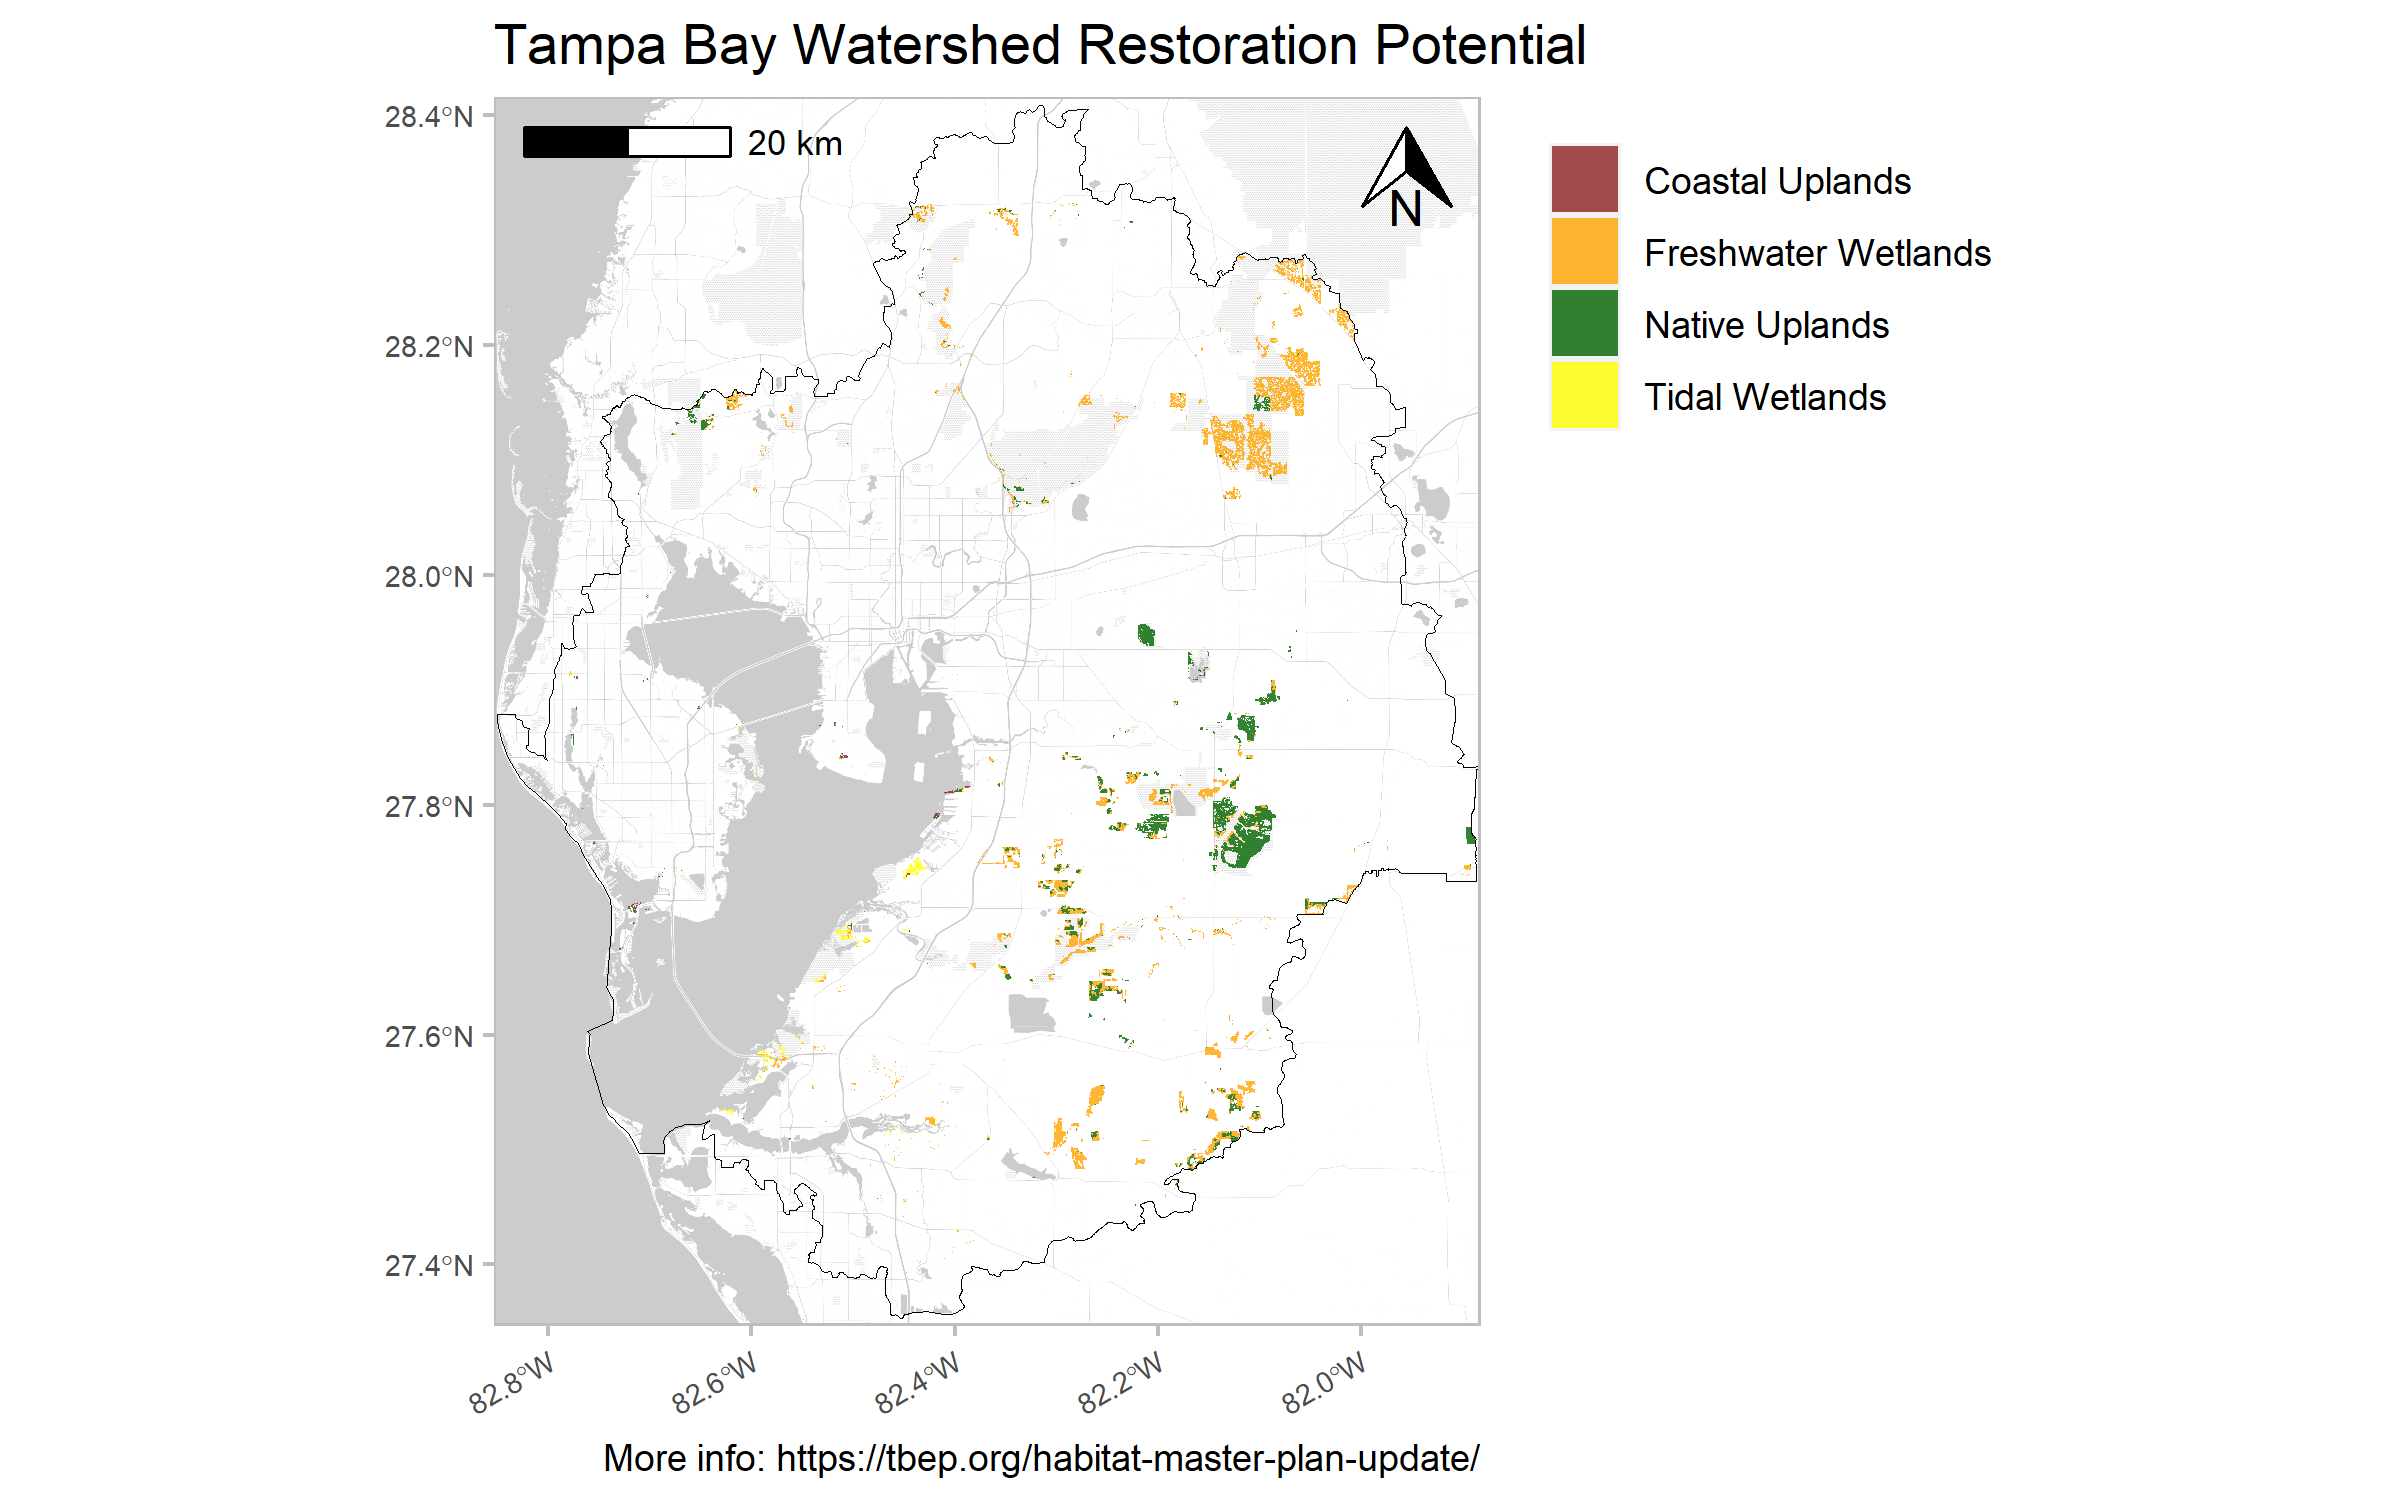 Tampa Bay Watershed Restoration Potential
28.4°N
28.2°N
28.0°N
27.8°N
27.6°N
27.4°N
20 km
N
Coastal Uplands
Freshwater Wetlands
Native Uplands
Tidal Wetlands
82.8°W
82.6°W
82.4°W
82.2°W
82.0°W
More info: https://tbep.org/habitat-master-plan-update/